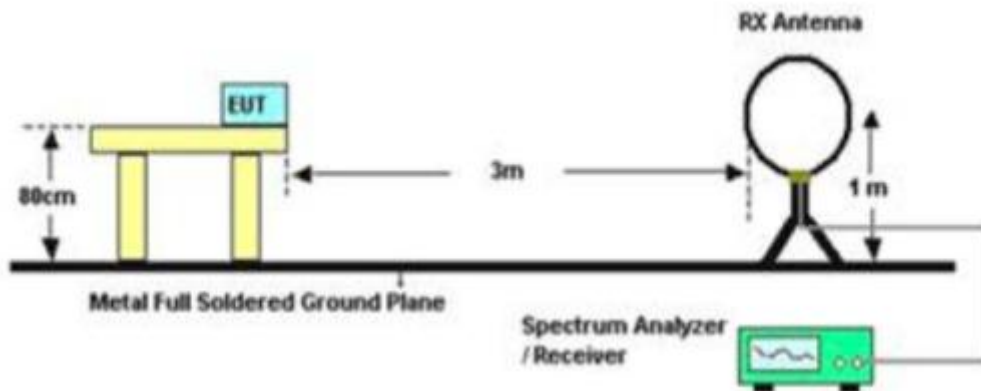 RX Antenna
EUT
3m
80cm
1 m
Metal Full Soldered Ground Plane
Spectrum Analyzer
/ Receiver